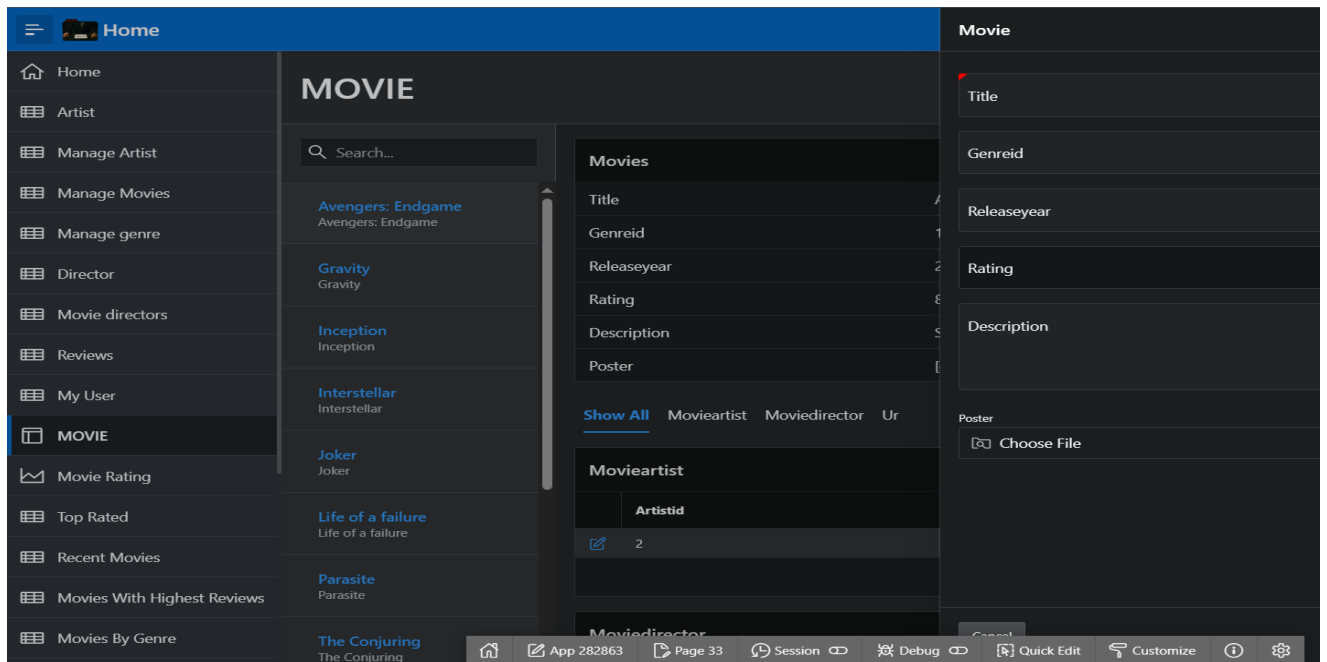 Home
Home
Artist
Manage Artist
Manage Movies
Manage genre
Director
Movie directors
Reviews
My User
MOVIE
Movie Rating
Top Rated
Recent Movies
Movies With Highest Reviews
Movies By Genre
MOVIE
Search...
Avengers: Endgame
Avengers: Endgame
Gravity
Gravity
Inception
Inception
Interstellar
Interstellar
Joker
Joker
Life of a failure
Life of a failure
Parasite
Parasite
The Conjuring
The Conjuring
Movies
Title
Genreid
Releaseyear
Rating
Description
Poster
Show All Movieartist Moviedirector Ur
Movieartist
Artistid
2
Moviedirector
Movie
Title
Genreid
Releaseyear
Rating
Description
Poster
Choose File
Cancel
App 282863 Page 33 Session Debug Quick Edit Customize